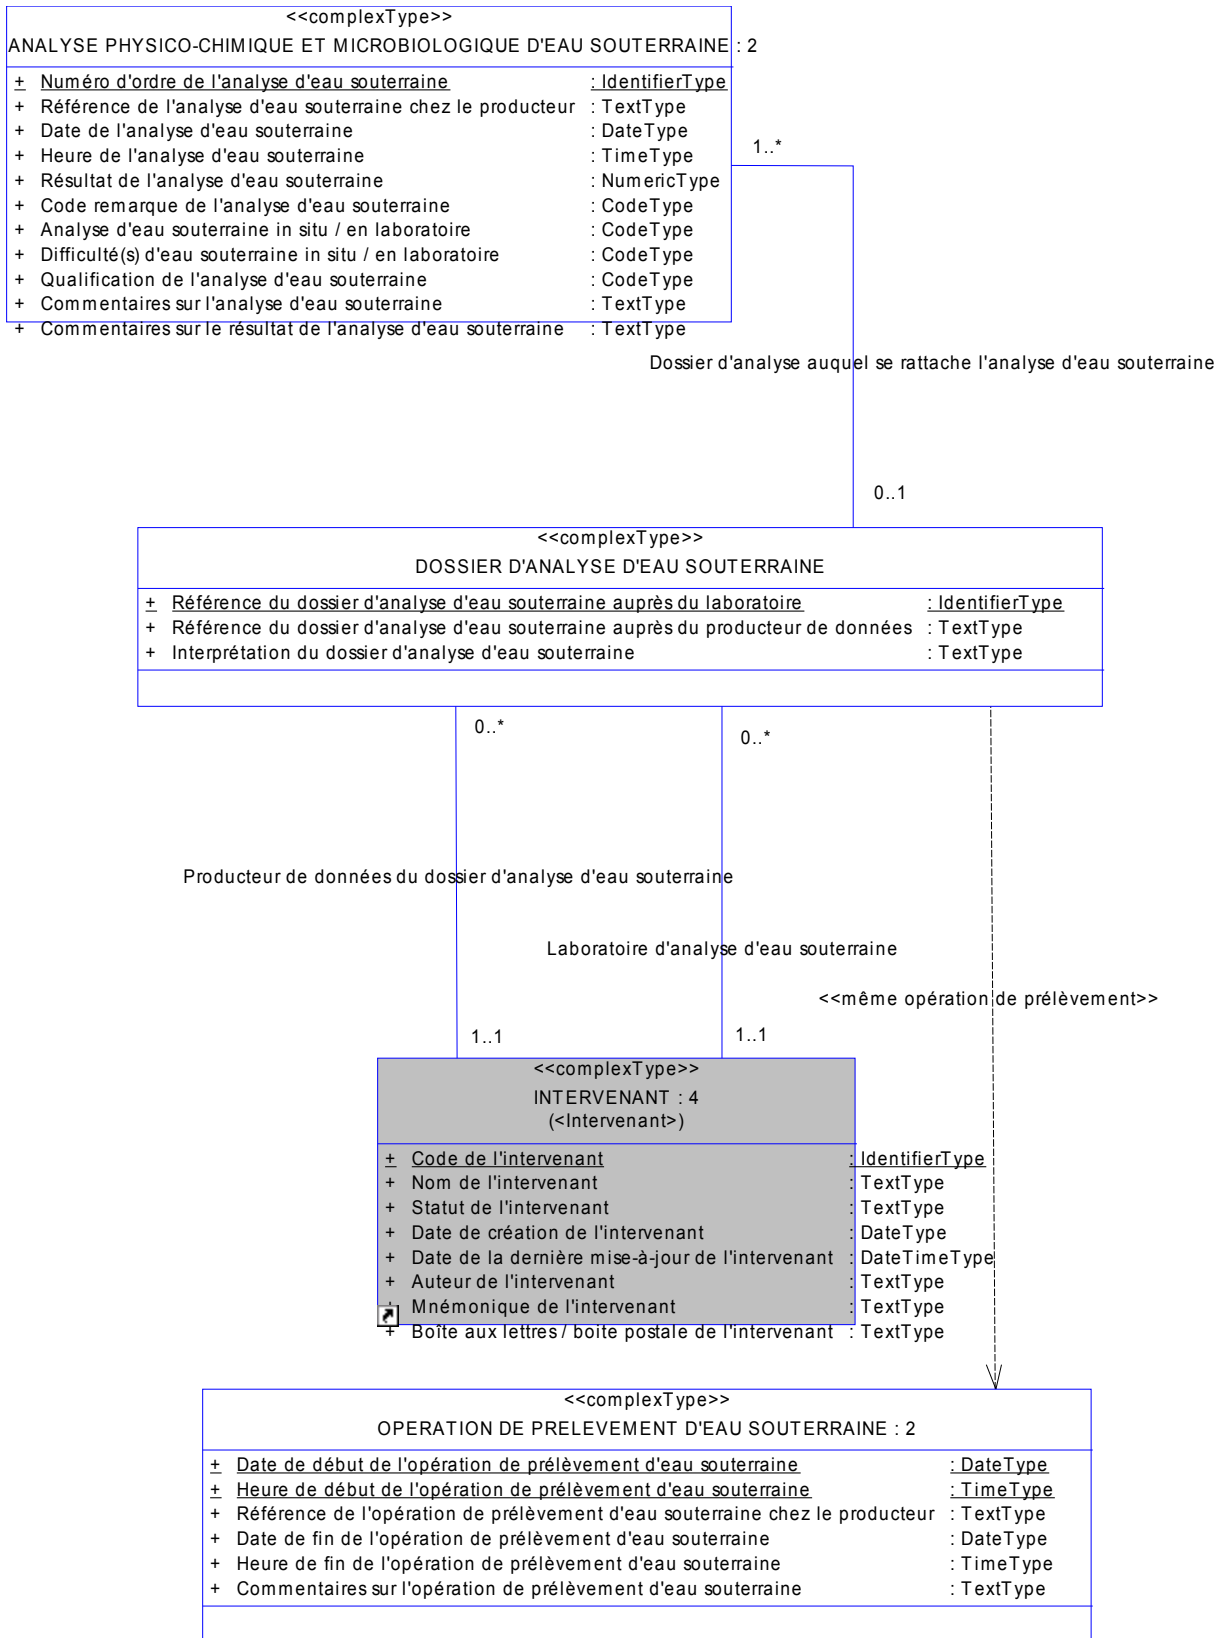 <<complexType>>
ANALYSE PHYSICO-CHIMIQUE ET MICROBIOLOGIQUE D'EAU SOUTERRAINE : 2
+ Numéro d'ordre de l'analyse d'eau souterraine : IdentifierType
+ Référence de l'analyse d'eau souterraine chez le producteur : TextType
+ Date de l'analyse d'eau souterraine : DateType
+ Heure de l'analyse d'eau souterraine : TimeType
+ Résultat de l'analyse d'eau souterraine : NumericType
+ Code remarque de l'analyse d'eau souterraine : CodeType
+ Analyse d'eau souterraine in situ / en laboratoire : CodeType
+ Difficulté(s) d'eau souterraine in situ / en laboratoire : CodeType
+ Qualification de l'analyse d'eau souterraine : CodeType
+ Commentaires sur l'analyse d'eau souterraine : TextType
+ Commentaires sur le résultat de l'analyse d'eau souterraine : TextType
1..*
Dossier d'analyse auquel se rattache l'analyse d'eau souterraine
0..1
<<complexType>>
DOSSIER D'ANALYSE D'EAU SOUTERRAINE
+ Référence du dossier d'analyse d'eau souterraine auprès du laboratoire : IdentifierType
+ Référence du dossier d'analyse d'eau souterraine auprès du producteur de données : TextType
+ Interprétation du dossier d'analyse d'eau souterraine : TextType
0..*
0..*
Producteur de données du dossier d'analyse d'eau souterraine
Laboratoire d'analyse d'eau souterraine
<<même opération de prélèvement>>
1..1
1..1
<<complexType>>
INTERVENANT : 4
(<Intervenant>)
+ Code de l'intervenant : IdentifierType
+ Nom de l'intervenant : TextType
+ Statut de l'intervenant : TextType
+ Date de création de l'intervenant : DateType
+ Date de la dernière mise-à-jour de l'intervenant : DateTimeType
+ Auteur de l'intervenant : TextType
+ Mnémonique de l'intervenant : TextType
+ Boîte aux lettres / boite postale de l'intervenant : TextType
<<complexType>>
OPERATION DE PRELEVEMENT D'EAU SOUTERRAINE : 2
+ Date de début de l'opération de prélèvement d'eau souterraine : DateType
+ Heure de début de l'opération de prélèvement d'eau souterraine : TimeType
+ Référence de l'opération de prélèvement d'eau souterraine chez le producteur : TextType
+ Date de fin de l'opération de prélèvement d'eau souterraine : DateType
+ Heure de fin de l'opération de prélèvement d'eau souterraine : TimeType
+ Commentaires sur l'opération de prélèvement d'eau souterraine : TextType